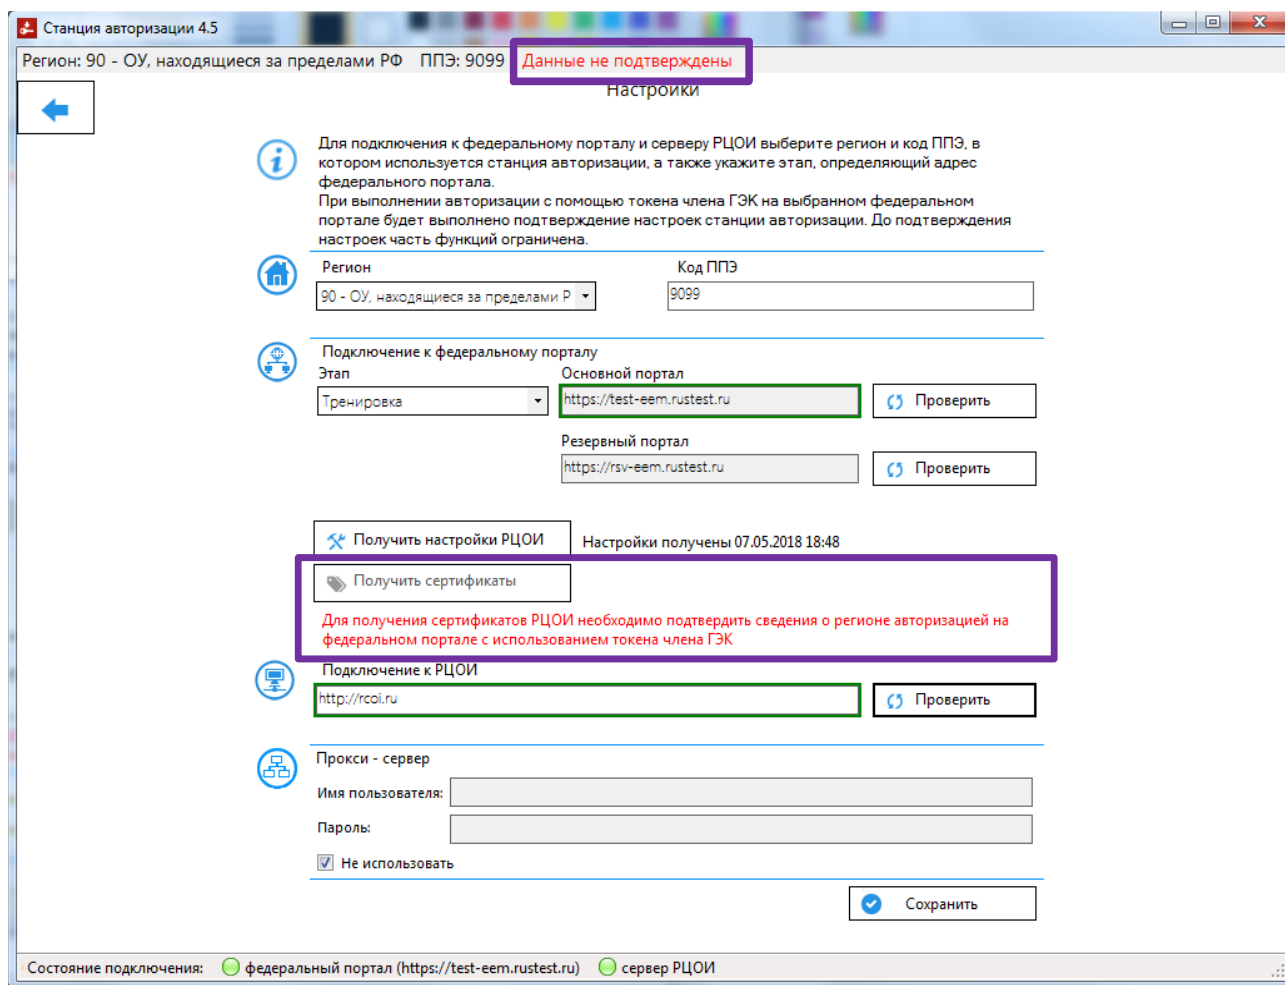 Станция авторизации 4.5
Регион: 90 - ОУ, находящиеся за пределами РФ ППЭ: 9099 Данные не подтверждены
Настройки
Для подключения к федеральному порталу и серверу РЦОИ выберите регион и код ППЭ, в
котором используется станция авторизации, а также укажите этап, определяющий адрес
федерального портала.
При выполнении авторизации с помощью токена члена ГЭК на выбранном федеральном
портале будет выполнено подтверждение настроек станции авторизации. До подтверждения
настроек часть функций ограничена.
Регион Код ППЭ
90 - ОУ, находящиеся за пределами Р 9099
Подключение к федеральному порталу
Этап Основной портал
Тренировка https://test-eem.rustest.ru Проверить
Резервный портал
https://rsv-eem.rustest.ru Проверить
Получить настройки РЦОИ Настройки получены 07.05.2018 18:48
Получить сертификаты
Для получения сертификатов РЦОИ необходимо подтвердить сведения о регионе авторизацией на
федеральном портале с использованием токена члена ГЭК
Подключение к РЦОИ
http://rcoi.ru Проверить
Прокси - сервер
Имя пользователя:
Пароль:
Не использовать
Сохранить
Состояние подключения: федеральный портал (https://test-eem.rustest.ru) сервер РЦОИ